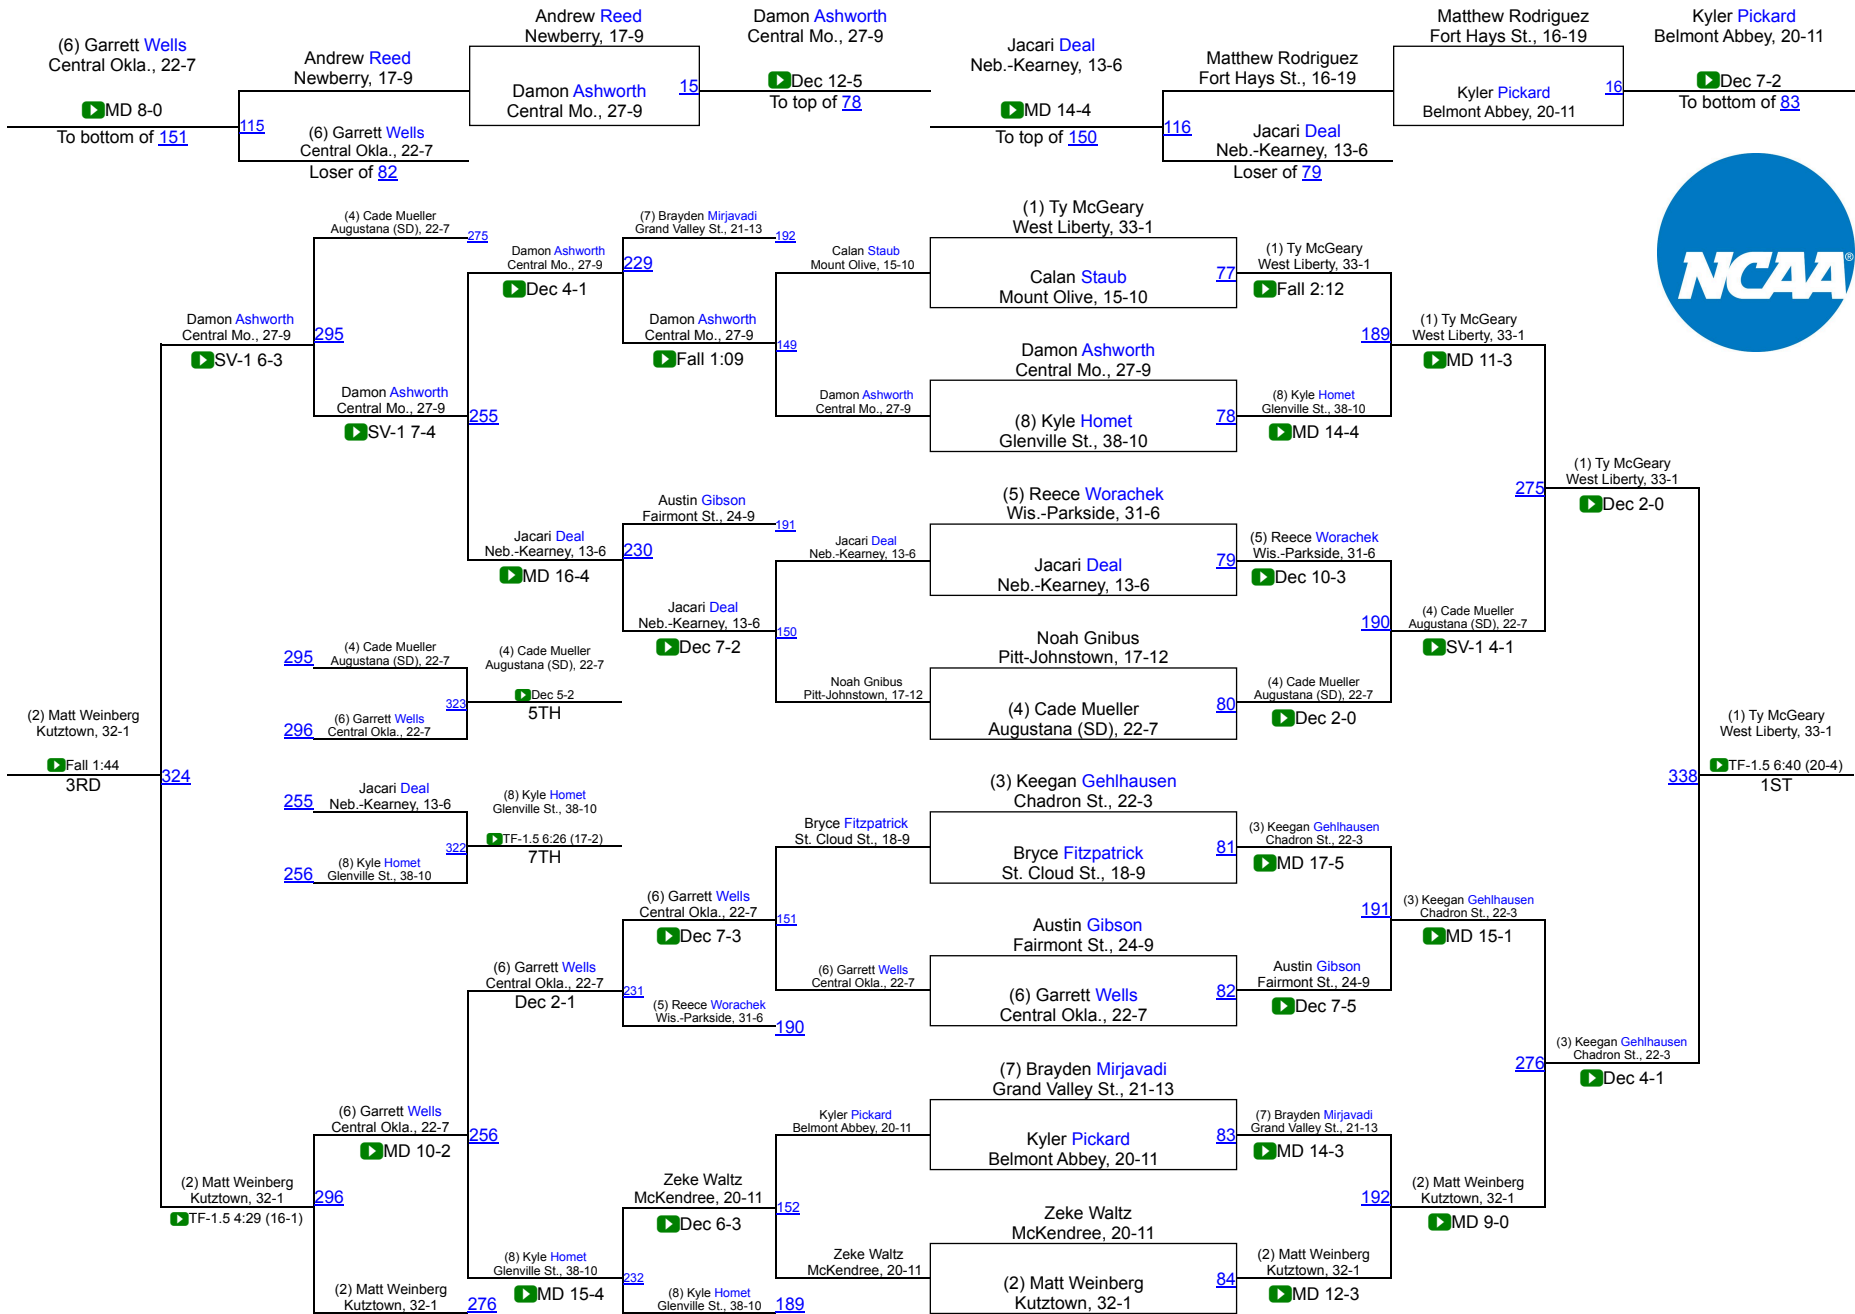 (6) Garrett Wells
Central Okla., 22-7
MD 8-0
To bottom of 151
Andrew Reed
Newberry, 17-9
115
(6) Garrett Wells
Central Okla., 22-7
Loser of 82
Andrew Reed
Newberry, 17-9
Damon Ashworth
Central Mo., 27-9
15
Damon Ashworth
Central Mo., 27-9
Dec 12-5
To top of 78
Jacari Deal
Neb.-Kearney, 13-6
MD 14-4
To top of 150
Matthew Rodriguez
Fort Hays St., 16-19
116
Jacari Deal
Neb.-Kearney, 13-6
Loser of 79
Matthew Rodriguez
Fort Hays St., 16-19
Kyler Pickard
Belmont Abbey, 20-11
16
Kyler Pickard
Belmont Abbey, 20-11
Dec 7-2
To bottom of 83
NCAA®
(2) Matt Weinberg
Kutztown, 32-1
Fall 1:44
3RD
324
Damon Ashworth
Central Mo., 27-9
SV-1 6-3
(2) Matt Weinberg
Kutztown, 32-1
TF-1.5 4:29 (16-1)
(4) Cade Mueller
Augustana (SD), 22-7
275
295
Damon Ashworth
Central Mo., 27-9
SV-1 7-4
295
(4) Cade Mueller
Augustana (SD), 22-7
296
(6) Garrett Wells
Central Okla., 22-7
323
(4) Cade Mueller
Augustana (SD), 22-7
Dec 5-2
5TH
255
Jacari Deal
Neb.-Kearney, 13-6
256
(8) Kyle Homet
Glenville St., 38-10
322
(8) Kyle Homet
Glenville St., 38-10
TF-1.5 6:26 (17-2)
7TH
(6) Garrett Wells
Central Okla., 22-7
MD 10-2
296
(2) Matt Weinberg
Kutztown, 32-1
276
Damon Ashworth
Central Mo., 27-9
Dec 4-1
255
Jacari Deal
Neb.-Kearney, 13-6
MD 16-4
(6) Garrett Wells
Central Okla., 22-7
Dec 2-1
256
(8) Kyle Homet
Glenville St., 38-10
MD 15-4
(7) Brayden Mirjavadi
Grand Valley St., 21-13
192
229
Damon Ashworth
Central Mo., 27-9
Fall 1:09
Austin Gibson
Fairmont St., 24-9
191
230
Jacari Deal
Neb.-Kearney, 13-6
Dec 7-2
(6) Garrett Wells
Central Okla., 22-7
Dec 7-3
231
(5) Reece Worachek
Wis.-Parkside, 31-6
190
Zeke Waltz
McKendree, 20-11
Dec 6-3
232
(8) Kyle Homet
Glenville St., 38-10
189
Calan Staub
Mount Olive, 15-10
149
Damon Ashworth
Central Mo., 27-9
Jacari Deal
Neb.-Kearney, 13-6
150
Noah Gnibus
Pitt-Johnstown, 17-12
Bryce Fitzpatrick
St. Cloud St., 18-9
151
(6) Garrett Wells
Central Okla., 22-7
Kyler Pickard
Belmont Abbey, 20-11
152
Zeke Waltz
McKendree, 20-11
(1) Ty McGeary
West Liberty, 33-1
Calan Staub
Mount Olive, 15-10
77
Damon Ashworth
Central Mo., 27-9
(8) Kyle Homet
Glenville St., 38-10
78
(5) Reece Worachek
Wis.-Parkside, 31-6
Jacari Deal
Neb.-Kearney, 13-6
79
Noah Gnibus
Pitt-Johnstown, 17-12
(4) Cade Mueller
Augustana (SD), 22-7
80
(3) Keegan Gehlhausen
Chadron St., 22-3
Bryce Fitzpatrick
St. Cloud St., 18-9
81
Austin Gibson
Fairmont St., 24-9
(6) Garrett Wells
Central Okla., 22-7
82
(7) Brayden Mirjavadi
Grand Valley St., 21-13
Kyler Pickard
Belmont Abbey, 20-11
83
Zeke Waltz
McKendree, 20-11
(2) Matt Weinberg
Kutztown, 32-1
84
(1) Ty McGeary
West Liberty, 33-1
Fall 2:12
189
(8) Kyle Homet
Glenville St., 38-10
MD 14-4
(5) Reece Worachek
Wis.-Parkside, 31-6
Dec 10-3
190
(4) Cade Mueller
Augustana (SD), 22-7
Dec 2-0
(3) Keegan Gehlhausen
Chadron St., 22-3
MD 17-5
191
Austin Gibson
Fairmont St., 24-9
Dec 7-5
(7) Brayden Mirjavadi
Grand Valley St., 21-13
MD 14-3
192
(2) Matt Weinberg
Kutztown, 32-1
MD 12-3
(1) Ty McGeary
West Liberty, 33-1
MD 11-3
275
(4) Cade Mueller
Augustana (SD), 22-7
SV-1 4-1
(3) Keegan Gehlhausen
Chadron St., 22-3
MD 15-1
276
(2) Matt Weinberg
Kutztown, 32-1
MD 9-0
(1) Ty McGeary
West Liberty, 33-1
Dec 2-0
338
(3) Keegan Gehlhausen
Chadron St., 22-3
Dec 4-1
(1) Ty McGeary
West Liberty, 33-1
TF-1.5 6:40 (20-4)
1ST